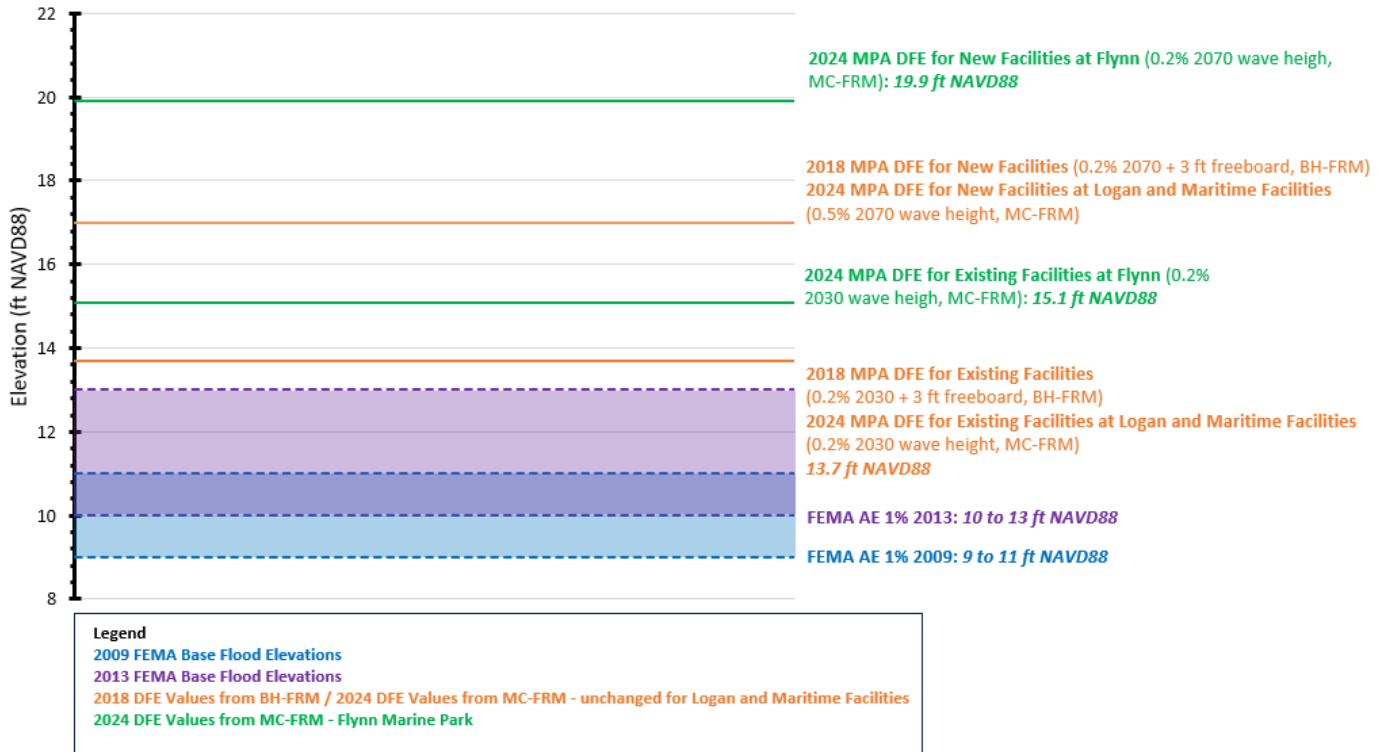 22
20
18
16
14
12
10
8
Elevation (ft NAVD88)
2024 MPA DFE for New Facilities at Flynn (0.2% 2070 wave heigh,
MC-FRM): 19.9 ft NAVD88
2018 MPA DFE for New Facilities (0.2% 2070 + 3 ft freeboard, BH-FRM)
2024 MPA DFE for New Facilities at Logan and Maritime Facilities
(0.5% 2070 wave height, MC-FRM)
2024 MPA DFE for Existing Facilities at Flynn (0.2%
2030 wave heigh, MC-FRM): 15.1 ft NAVD88
2018 MPA DFE for Existing Facilities
(0.2% 2030 + 3 ft freeboard, BH-FRM)
2024 MPA DFE for Existing Facilities at Logan and Maritime Facilities
(0.2% 2030 wave height, MC-FRM)
13.7 ft NAVD88
FEMA AE 1% 2013: 10 to 13 ft NAVD88
FEMA AE 1% 2009: 9 to 11 ft NAVD88
Legend
2009 FEMA Base Flood Elevations
2013 FEMA Base Flood Elevations
2018 DFE Values from BH-FRM / 2024 DFE Values from MC-FRM - unchanged for Logan and Maritime Facilities
2024 DFE Values from MC-FRM - Flynn Marine Park